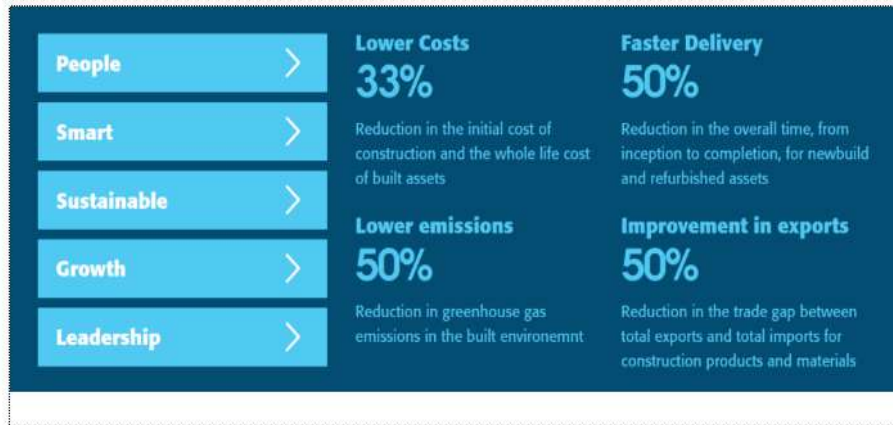 People
Smart
Sustainable
Growth
Leadership
Lower Costs
33%
Reduction in the initial cost of
construction and the whole life cost
of built assets
Faster Delivery
50%
Reduction in the overall time, from
inception to completion, for newbuild
and refurbished assets
Lower emissions
50%
Reduction in greenhouse gas
emissions in the built environemnt
Improvement in exports
50%
Reduction in the trade gap between
total exports and total imports for
construction products and materials